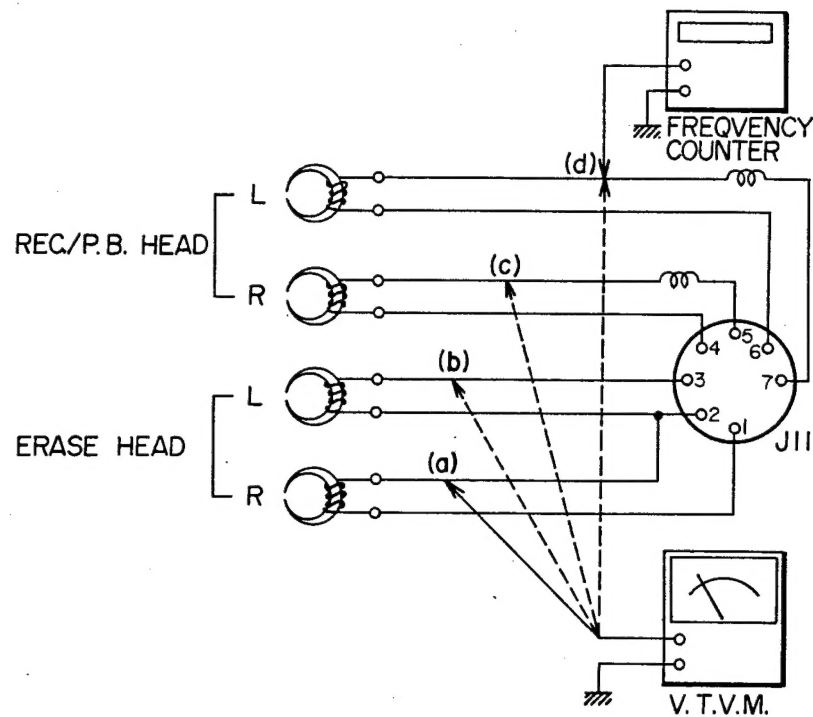 FREQVENCY
COUNTER
(d)
L
REC./P.B. HEAD
(c)
R
5
4
6
(b)
L
3
7
2
1
J11
ERASE HEAD
(a)
R
V.T.V.M.